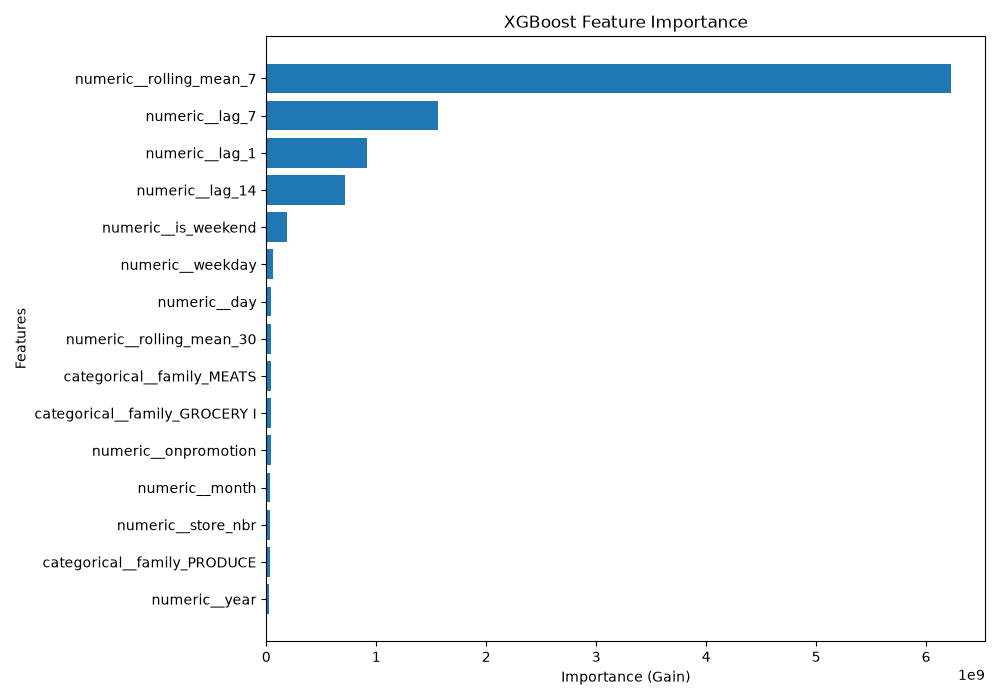 XGBoost Feature Importance
Features
numeric__rolling_mean_7
numeric__lag_7
numeric__lag_1
numeric__lag_14
numeric__is_weekend
numeric__weekday
numeric__day
numeric__rolling_mean_30
categorical__family_MEATS
categorical__family_GROCERY I
numeric__onpromotion
numeric__month
numeric__store_nbr
categorical__family_PRODUCE
numeric__year
0 1 2 3 4 5 6
1e9
Importance (Gain)